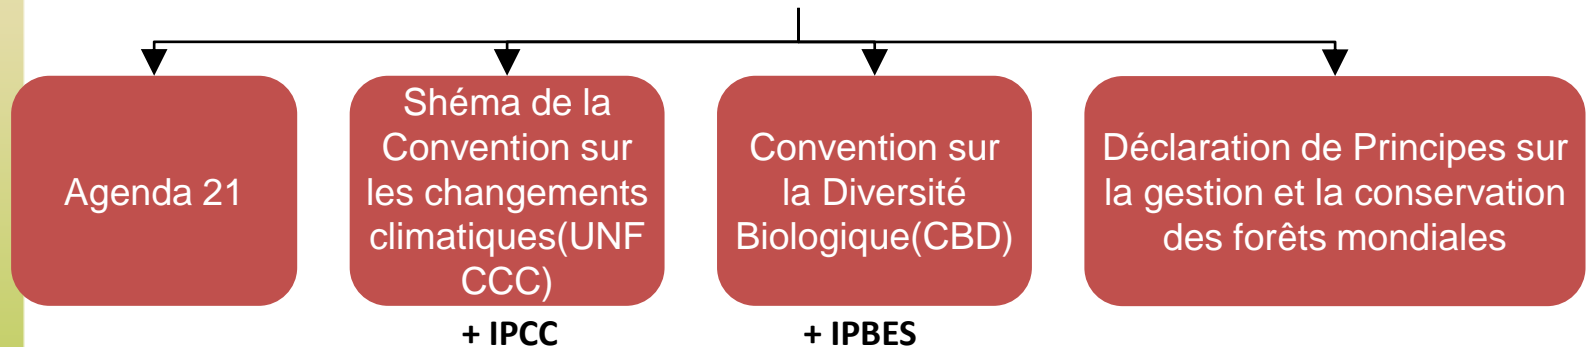 Agenda 21
Shéma de la
Convention sur
les changements
climatiques(UNF
CCC)
+ IPCC
Convention sur
la Diversité
Biologique(CBD)
+ IPBES
Déclaration de Principes sur
la gestion et la conservation
des forêts mondiales